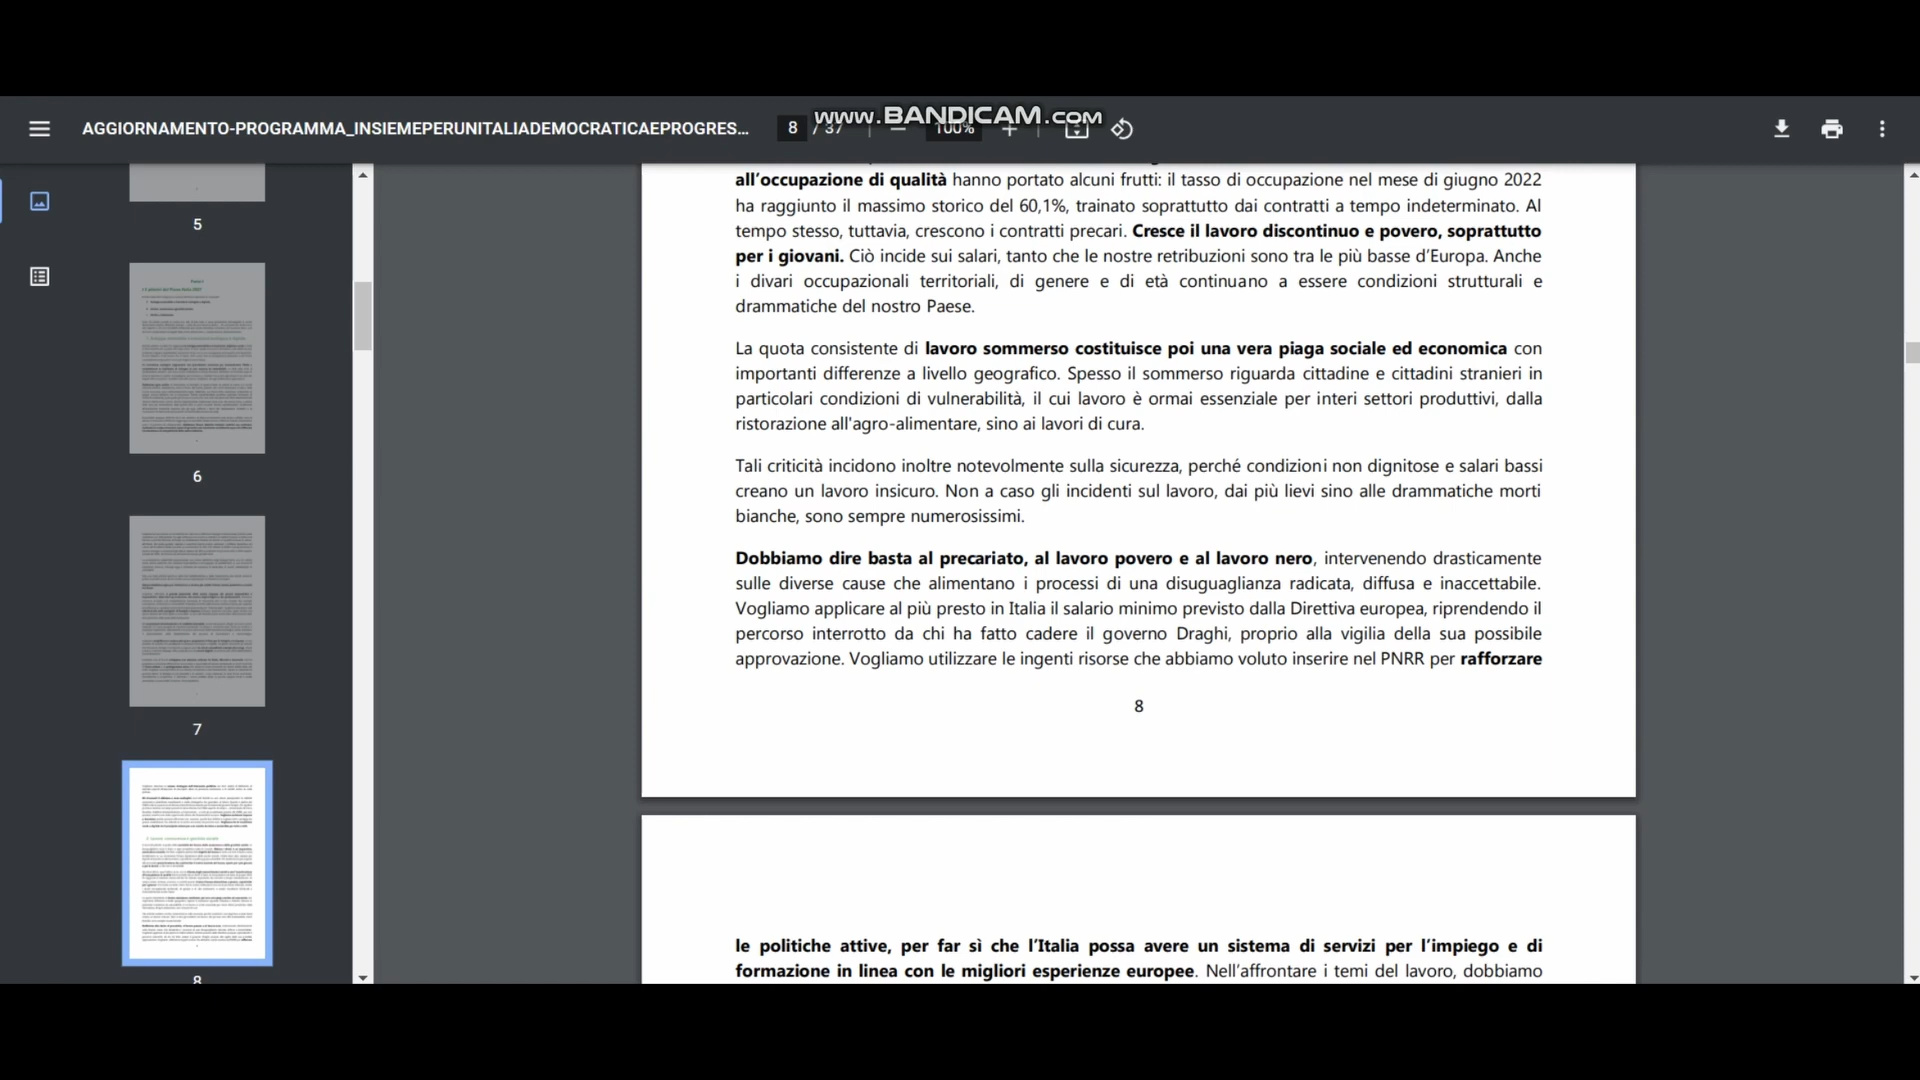 www.BANDICAM.com
AGGIORNAMENTO-PROGRAMMA_INSIEMEPERUNITALIADEMOCRATICAEPROGRES...
8 / 37
100%
5
6
7
8
all’occupazione di qualità hanno portato alcuni frutti: il tasso di occupazione nel mese di giugno 2022
ha raggiunto il massimo storico del 60,1%, trainato soprattutto dai contratti a tempo indeterminato. Al
tempo stesso, tuttavia, crescono i contratti precari. Cresce il lavoro discontinuo e povero, soprattutto
per i giovani. Ciò incide sui salari, tanto che le nostre retribuzioni sono tra le più basse d’Europa. Anche
i divari occupazionali territoriali, di genere e di età continuano a essere condizioni strutturali e
drammatiche del nostro Paese.
La quota consistente di lavoro sommerso costituisce poi una vera piaga sociale ed economica con
importanti differenze a livello geografico. Spesso il sommerso riguarda cittadine e cittadini stranieri in
particolari condizioni di vulnerabilità, il cui lavoro è ormai essenziale per interi settori produttivi, dalla
ristorazione all'agro-alimentare, sino ai lavori di cura.
Tali criticità incidono inoltre notevolmente sulla sicurezza, perché condizioni non dignitose e salari bassi
creano un lavoro insicuro. Non a caso gli incidenti sul lavoro, dai più lievi sino alle drammatiche morti
bianche, sono sempre numerosissimi.
Dobbiamo dire basta al precariato, al lavoro povero e al lavoro nero, intervenendo drasticamente
sulle diverse cause che alimentano i processi di una disuguaglianza radicata, diffusa e inaccettabile.
Vogliamo applicare al più presto in Italia il salario minimo previsto dalla Direttiva europea, riprendendo il
percorso interrotto da chi ha fatto cadere il governo Draghi, proprio alla vigilia della sua possibile
approvazione. Vogliamo utilizzare le ingenti risorse che abbiamo voluto inserire nel PNRR per rafforzare
8
le politiche attive, per far sì che l’Italia possa avere un sistema di servizi per l’impiego e di
formazione in linea con le migliori esperienze europee. Nell’affrontare i temi del lavoro, dobbiamo